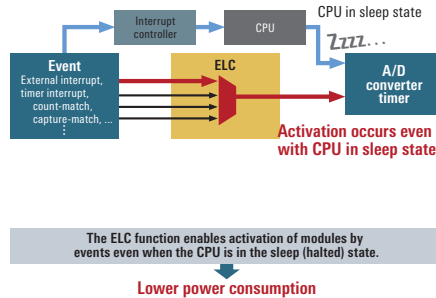 CPU in sleep state
Interrupt
controller
CPU
Zzzz...
Event
External interrupt,
timer interrupt,
count-match,
capture-match, ...
⋮
ELC
A/D
converter
timer
Activation occurs even
with CPU in sleep state
The ELC function enables activation of modules by
events even when the CPU is in the sleep (halted) state.
Lower power consumption